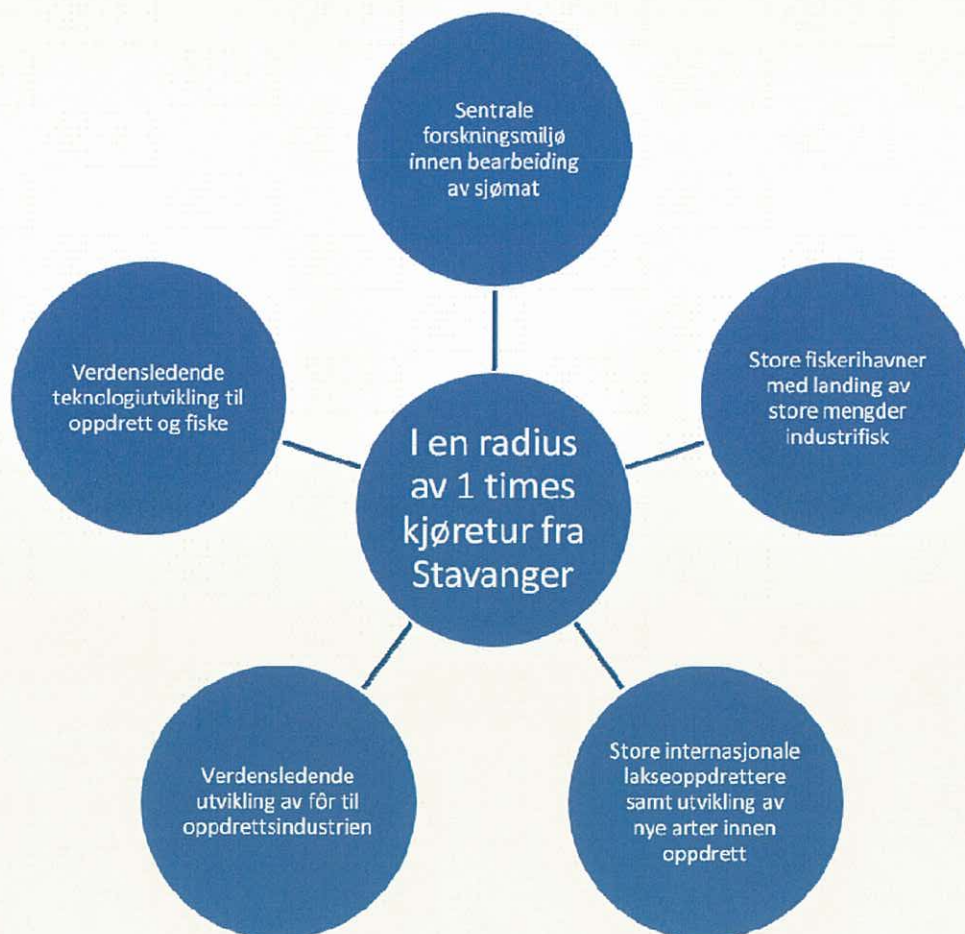 Sentrale
forskningsmiljø
innen bearbeiding
av sjømat
Verdensledende
teknologiutvikling til
oppdrett og fiske
Store fiskerihavner
med landing av
store mengder
industrifisk
I en radius
av 1 times
kjøretur fra
Stavanger
Verdensledende
utvikling av fôr til
oppdrettsindustrien
Store internasjonale
lakseoppdrettere
samt utvikling av
nye arter innen
oppdrett